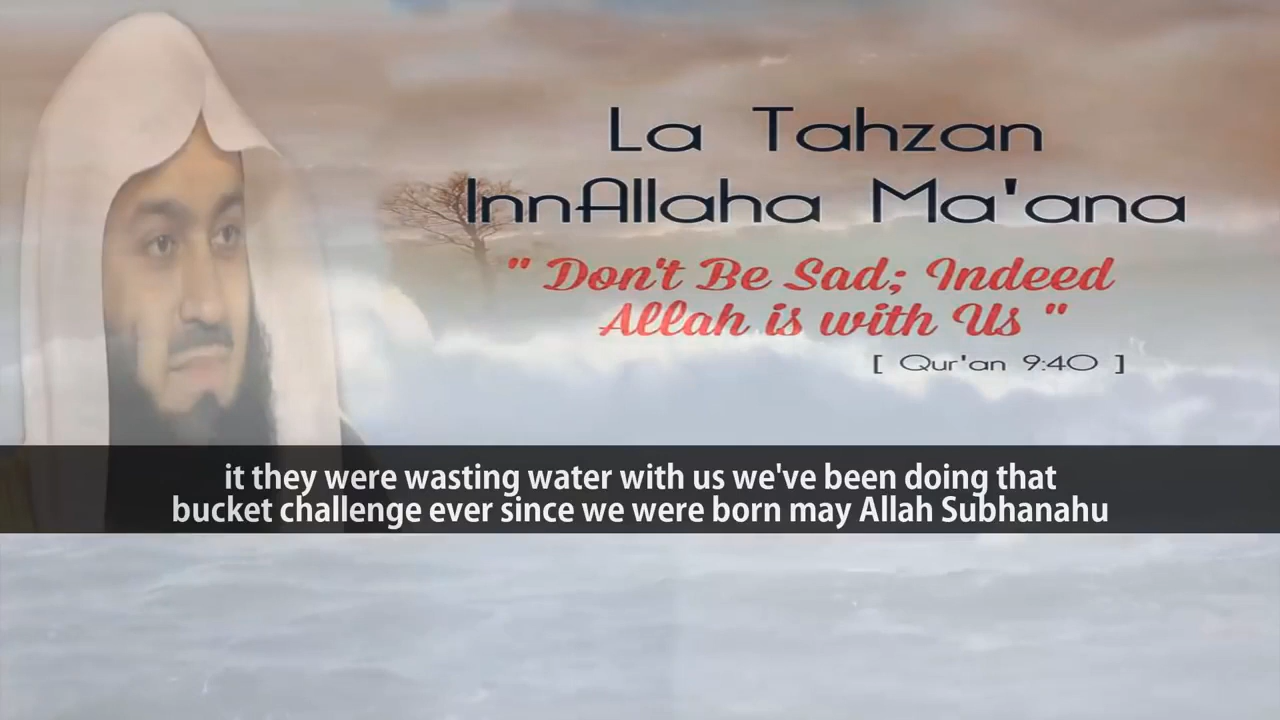 La Tahzan
InnAllaha Ma'ana
" Don't Be Sad; Indeed
Allah is with Us "
[ Qur'an 9:40 ]
it they were wasting water with us we've been doing that
bucket challenge ever since we were born may Allah Subhanahu